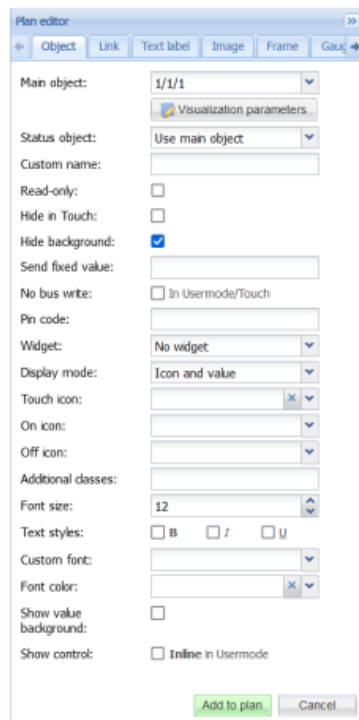 Plan editor
Object Link Text label Image Frame Gaug
Main object: 1/1/1
Visualization parameters
Status object: Use main object
Custom name:
Read-only:
Hide in Touch:
Hide background:
Send fixed value:
No bus write: In Usermode/Touch
Pin code:
Widget: No widget
Display mode: Icon and value
Touch icon:
On icon:
Off icon:
Additional classes:
Font size: 12
Text styles: B I U
Custom font:
Font color:
Show value
background:
Show control: Inline in Usermode
Add to plan Cancel